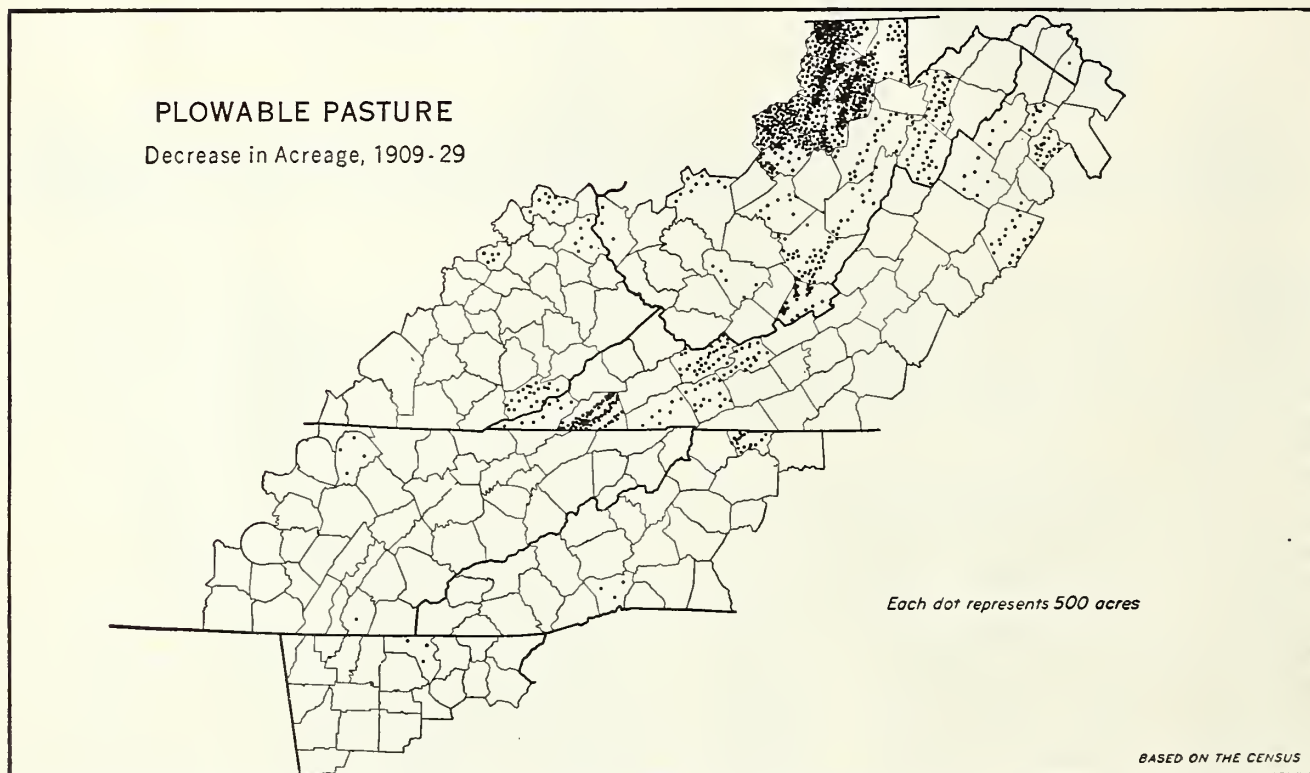 PLOWABLE PASTURE
Decrease in Acreage, 1909-29
Each dot represents 500 acres
BASED ON THE CENSUS